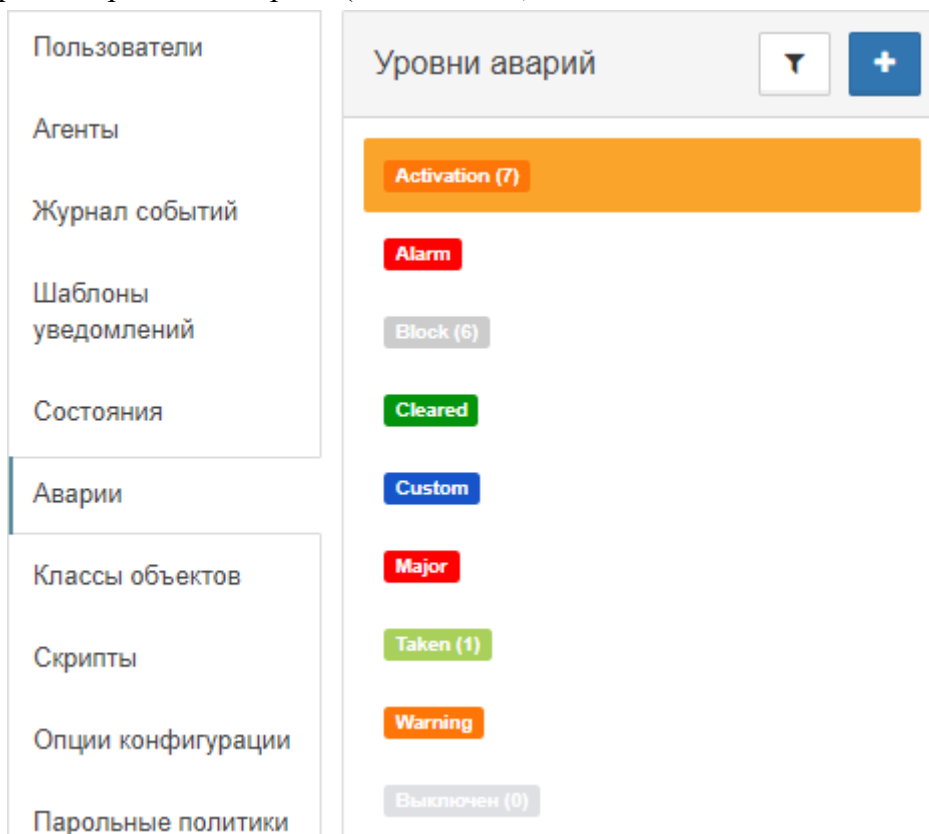 Пользователи
Агенты
Журнал событий
Шаблоны
уведомлений
Состояния
Аварии
Классы объектов
Скрипты
Опции конфигурации
Парольные политики
Уровни аварий
Activation (7)
Alarm
Block (6)
Cleared
Custom
Major
Taken (1)
Warning
Выключен (0)